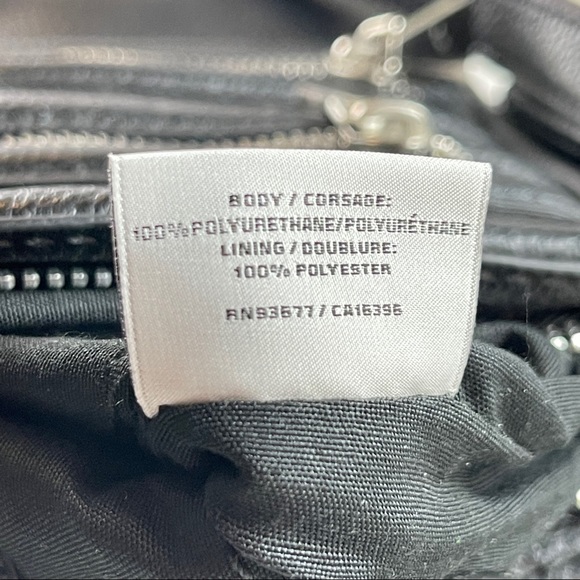 BODY / CORSAGE:
100% POLYURETHANE/POLYURÉTHANE
LINING / DOUBLURE:
100% POLYESTER
RN93677 / CA16396